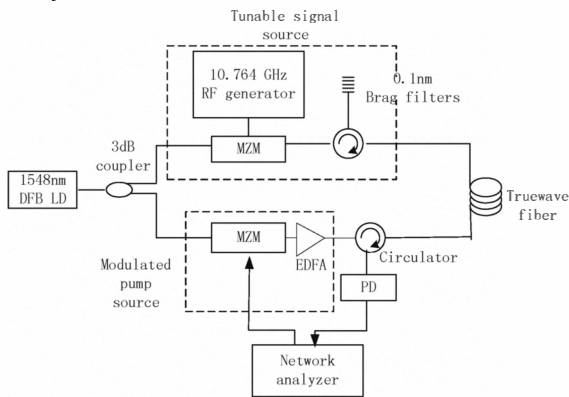 Tunable signal
source
10.764 GHz
RF generator
0.1nm
Brag filters
3dB
coupler
MZM
1548nm
DFB LD
Truewave
fiber
MZM
EDFA
Circulator
Modulated
pump
source
PD
Network
analyzer